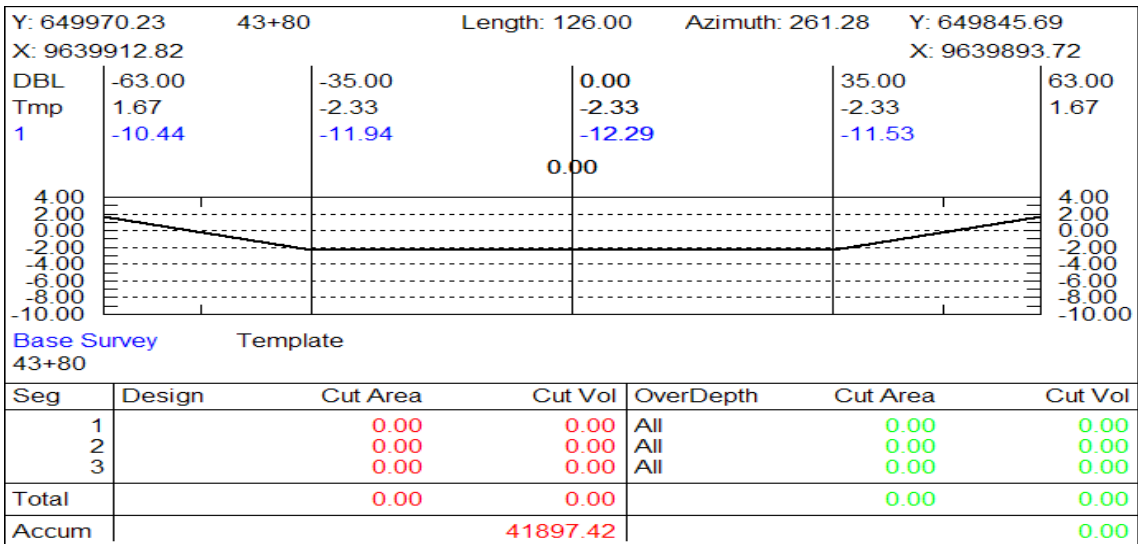 Y: 649970.23 43+80 Length: 126.00 Azimuth: 261.28 Y: 649845.69
X: 9639912.82 X: 9639893.72
DBL -63.00 -35.00 0.00 35.00 63.00
Tmp 1.67 -2.33 -2.33 -2.33 1.67
1 -10.44 -11.94 -12.29 -11.53
0.00
4.00 4.00
2.00 2.00
0.00 0.00
-2.00 -2.00
-4.00 -4.00
-6.00 -6.00
-8.00 -8.00
-10.00 -10.00
Base Survey Template
43+80
Seg Design Cut Area Cut Vol OverDepth Cut Area Cut Vol
1 0.00 0.00 All 0.00 0.00
2 0.00 0.00 All 0.00 0.00
3 0.00 0.00 All 0.00 0.00
Total 0.00 0.00 0.00 0.00
Accum 41897.42 0.00